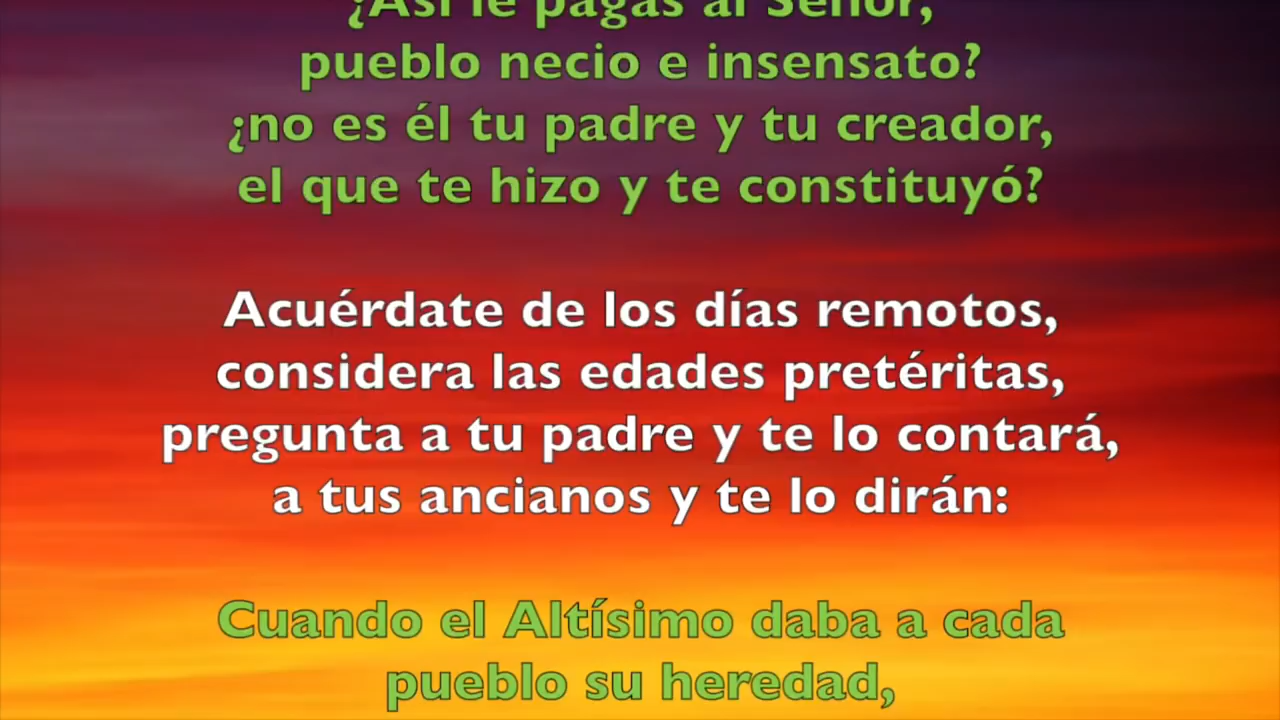 ¿Así le pagas al Señor,
pueblo necio e insensato?
¿no es él tu padre y tu creador,
el que te hizo y te constituyó?
Acuérdate de los días remotos,
considera las edades pretéritas,
pregunta a tu padre y te lo contará,
a tus ancianos y te lo dirán:
Cuando el Altísimo daba a cada
pueblo su heredad,